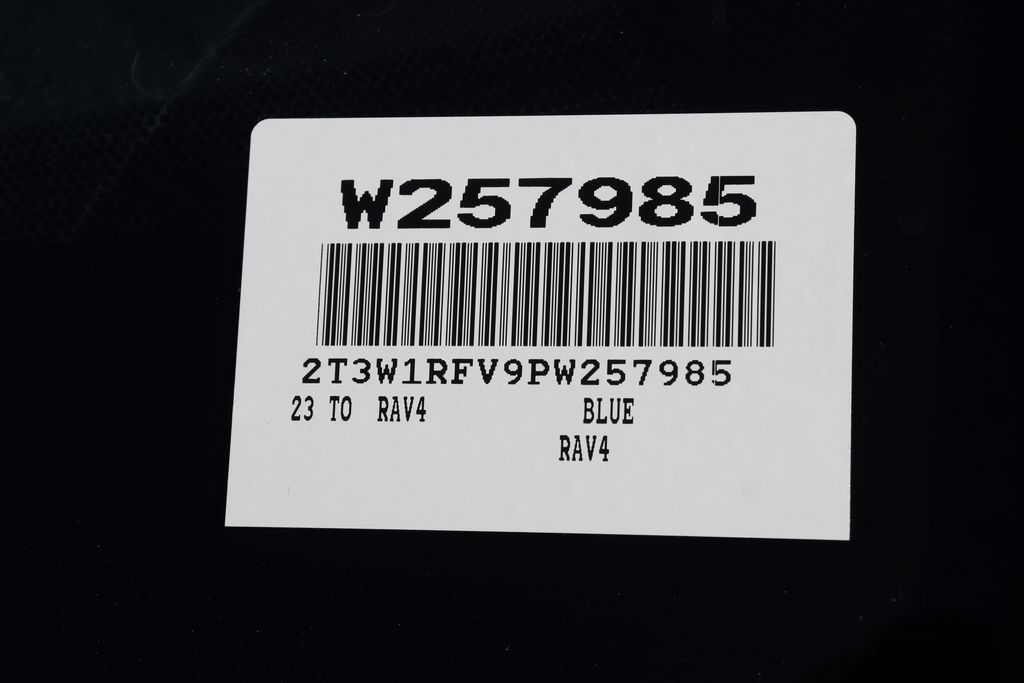 W257985
2T3W1RFV9PW257985
23 TO RAV4 BLUE
RAV4